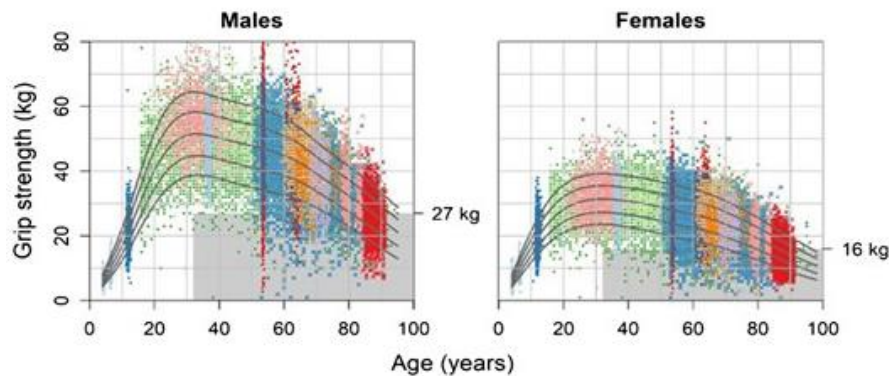 Males Females
Grip strength (kg)
80
60
40
20
0
27 kg
16 kg
0 20 40 60 80 100
0 20 40 60 80 100
Age (years)